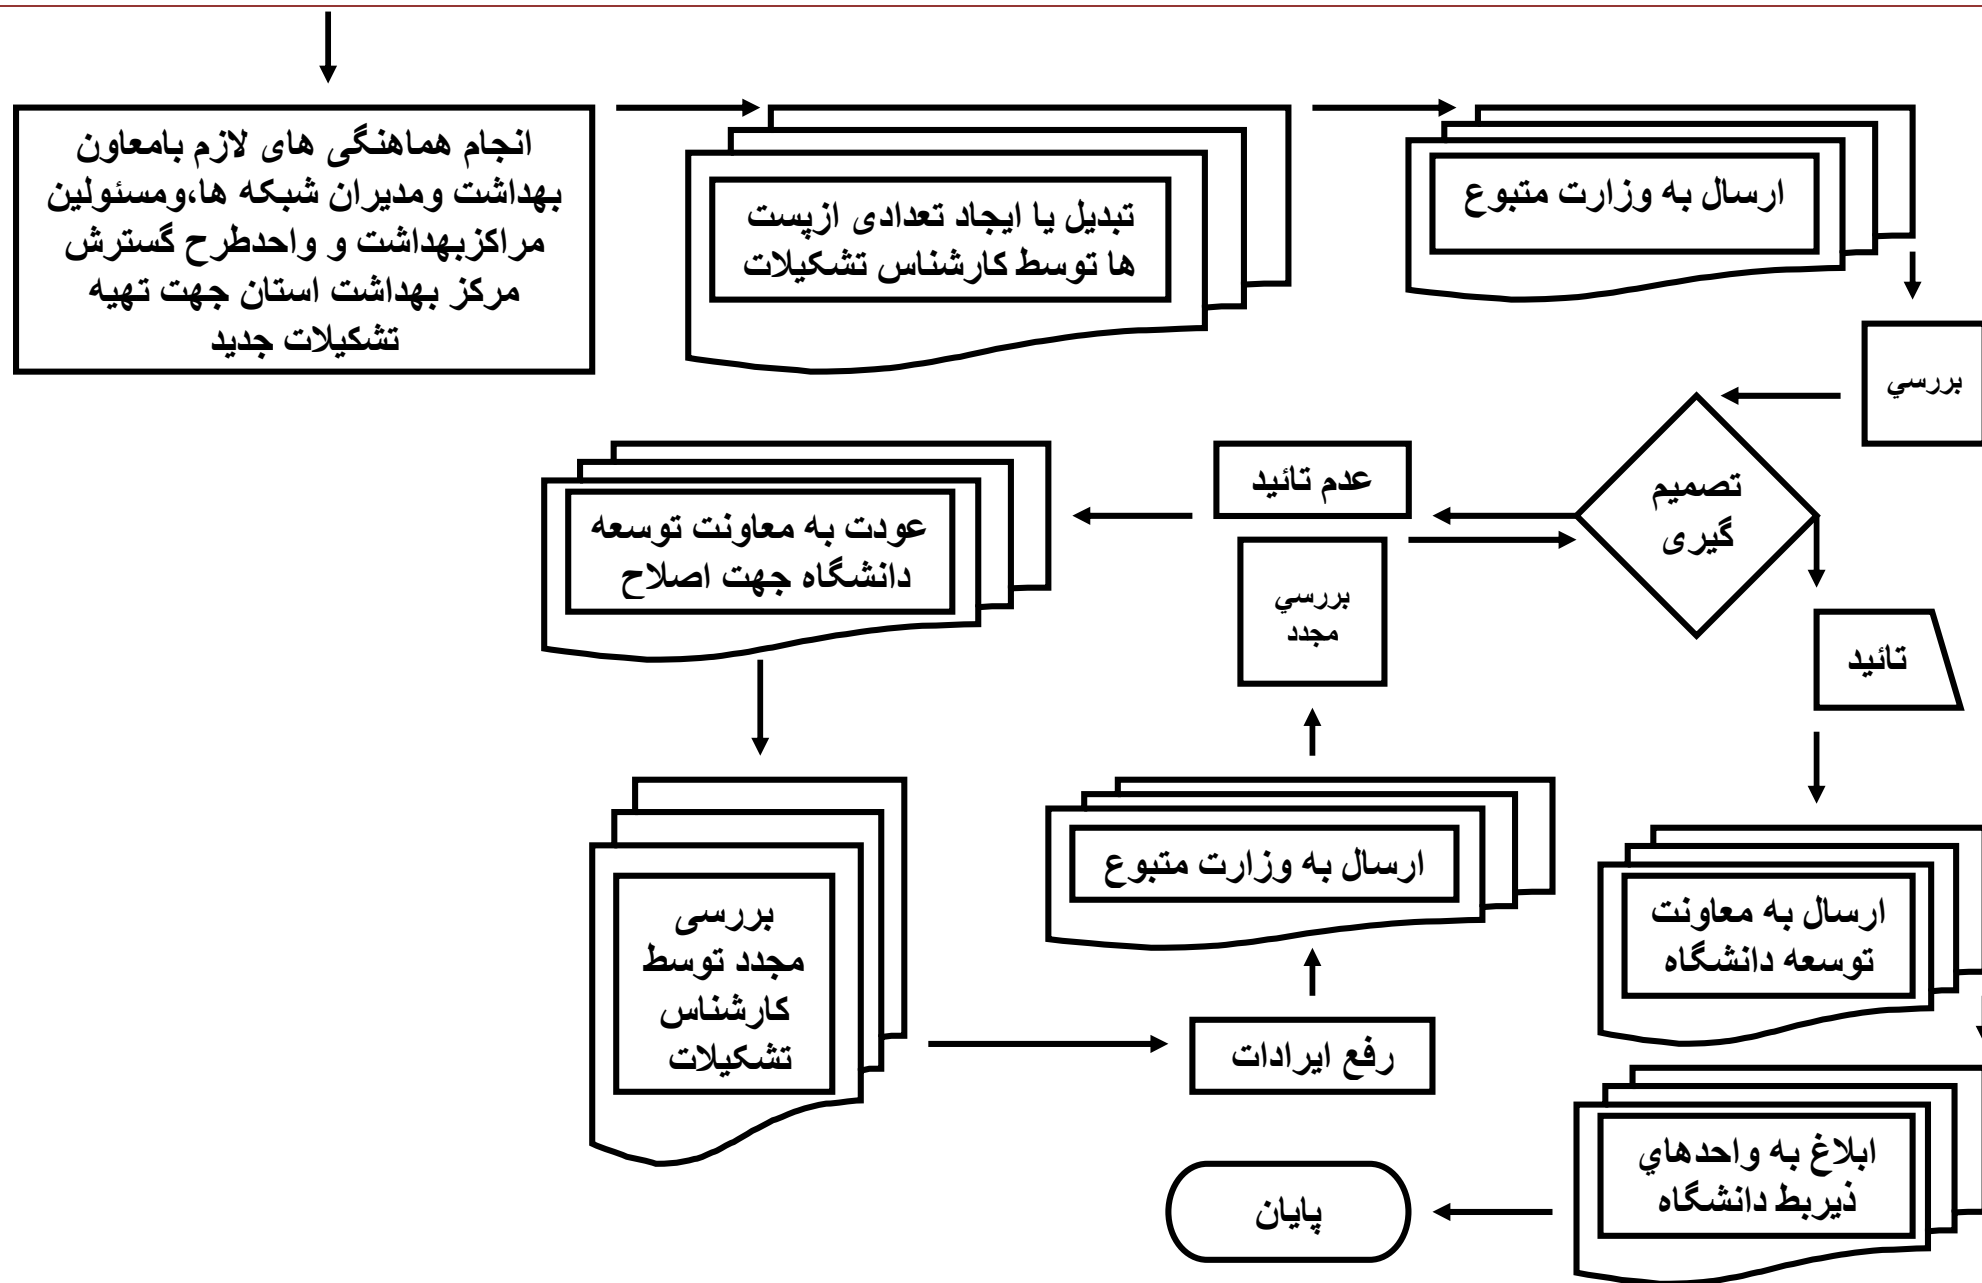 انجام هماهنگی های لازم بامعاون
بهداشت ومدیران شبکه ها،ومسئولین
مراکزبهداشت و واحدطرح گسترش
مرکز بهداشت استان جهت تهیه
تشکیلات جدید
تبدیل یا ایجاد تعدادی ازپست
ها توسط کارشناس تشکیلات
ارسال به وزارت متبوع
بررسي
تصمیم
گیری
عدم تائید
عودت به معاونت توسعه
دانشگاه جهت اصلاح
بررسي
مجدد
تائید
بررسی
مجدد توسط
کارشناس
تشکیلات
رفع ایرادات
ارسال به وزارت متبوع
ارسال به معاونت
توسعه دانشگاه
ابلاغ به واحدهاي
ذیربط دانشگاه
پایان